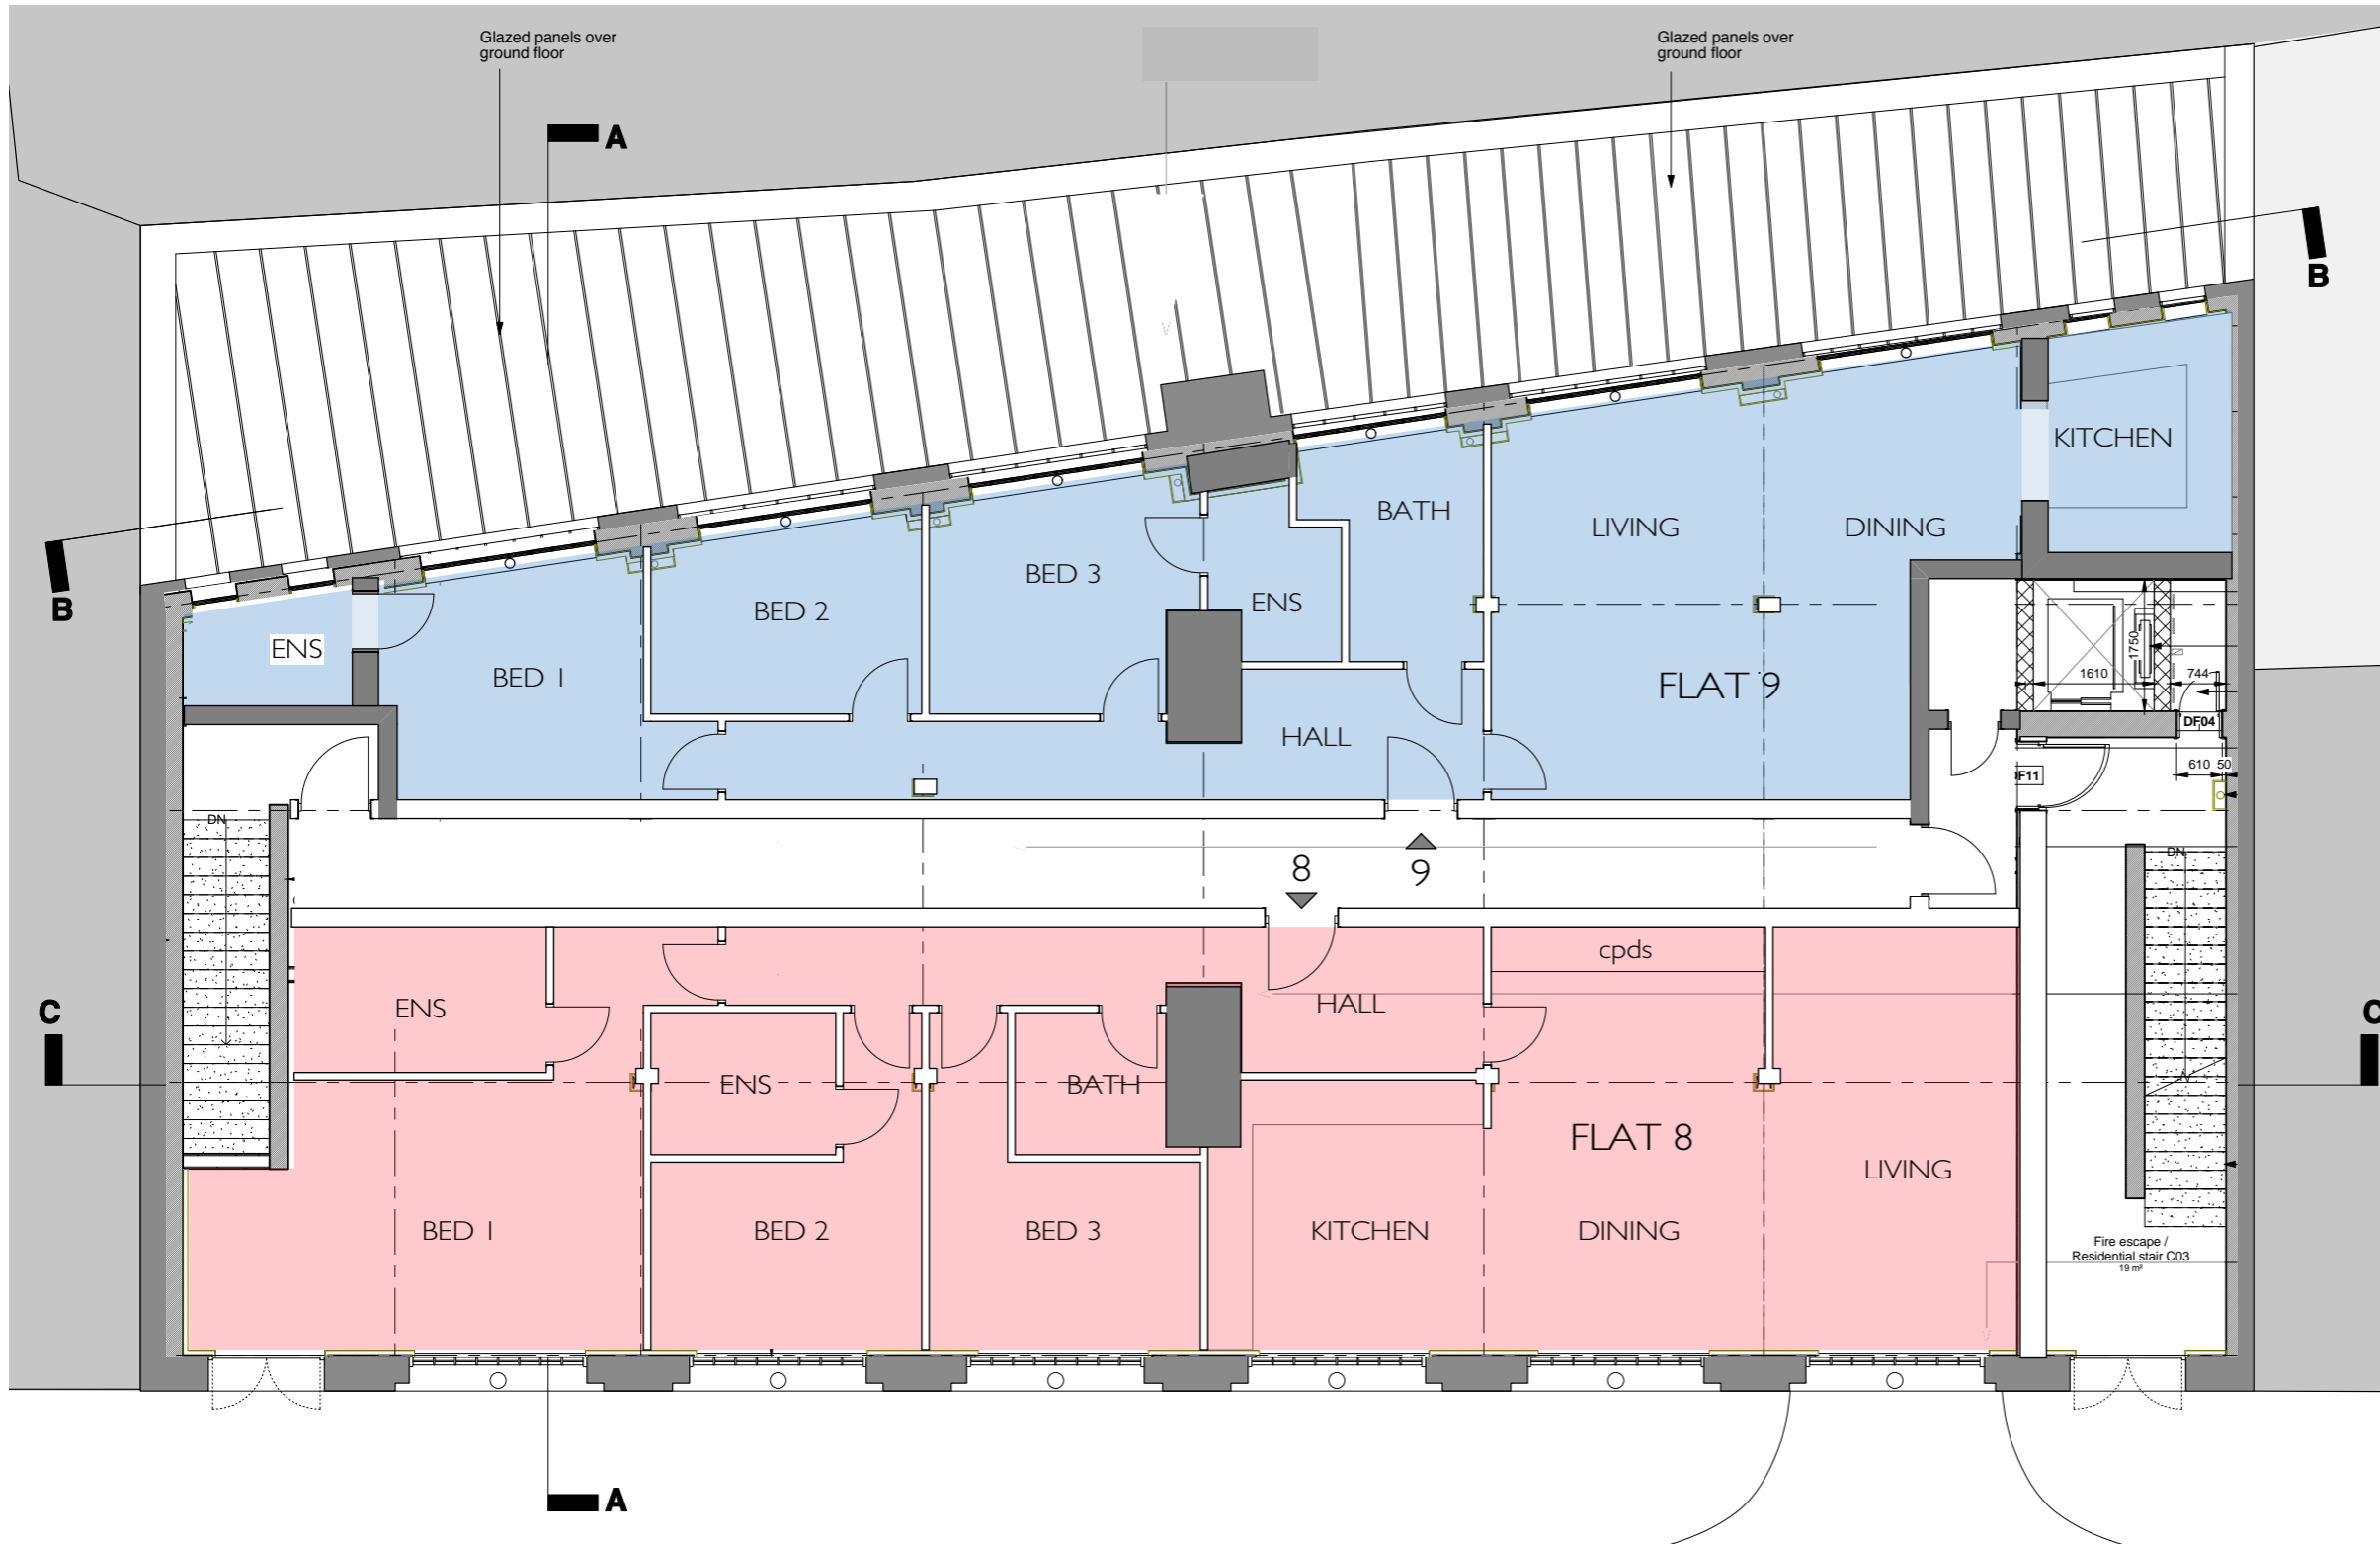 Glazed panels over
ground floor
Glazed panels over
ground floor
A
B
B
KITCHEN
BATH
LIVING
DINING
BED 3
ENS
BED 2
ENS
BED 1
FLAT 9
HALL
1750
1610
744
DF04
F11
610 50
DN
8
9
DN
cpds
ENS
HALL
C
C
ENS
BATH
FLAT 8
LIVING
BED 1
BED 2
BED 3
KITCHEN
DINING
Fire escape /
Residential stair C03
19 m²
A